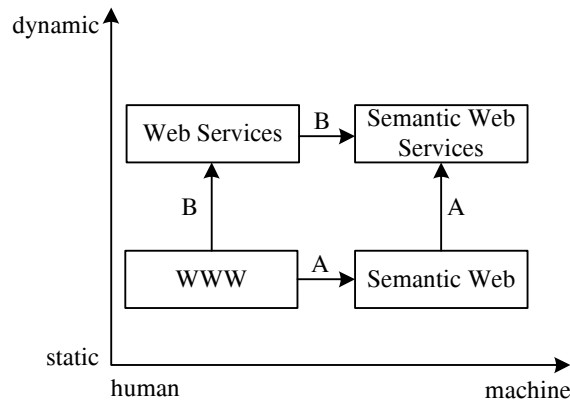 dynamic
Web Services
B
Semantic Web
Services
B
A
WWW
A
Semantic Web
static
human
machine